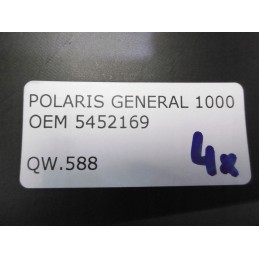 POLARIS GENERAL 1000
OEM 5452169
QW.588
4x